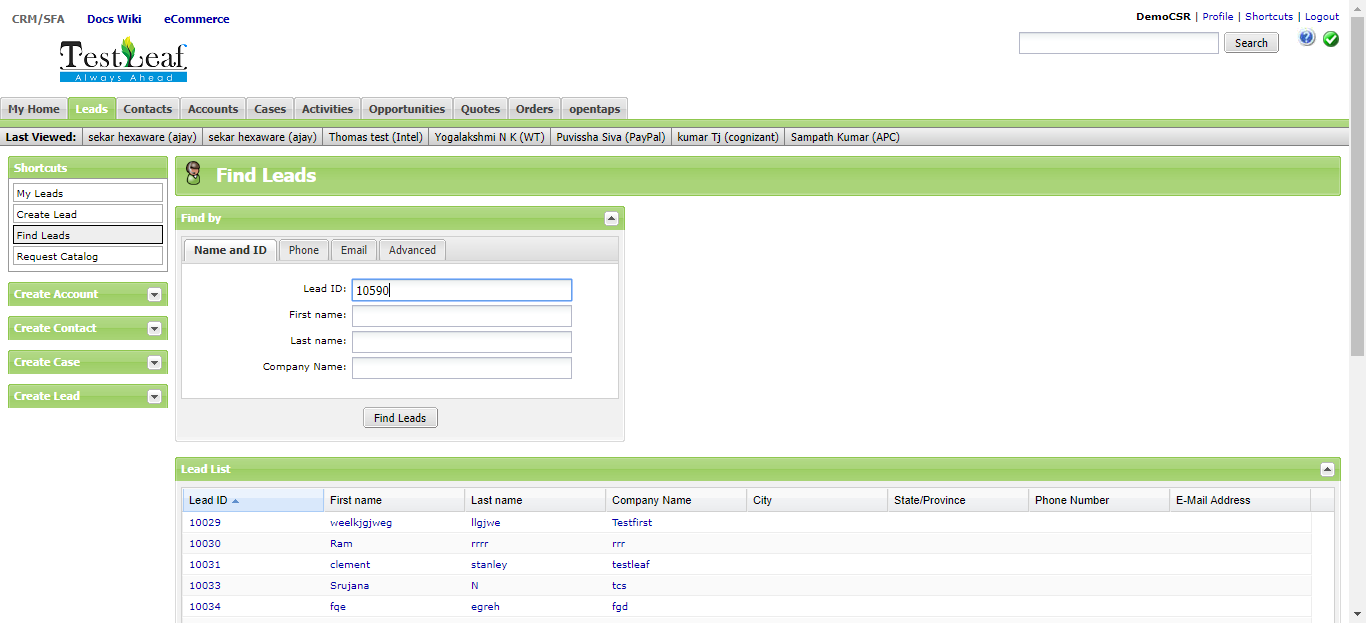 CRM/SFA Docs Wiki eCommerce
DemoCSR | Profile | Shortcuts | Logout
TestLeaf
Always Ahead
Search
My Home Leads Contacts Accounts Cases Activities Opportunities Quotes Orders opentaps
Last Viewed: sekar hexaware (ajay) sekar hexaware (ajay) Thomas test (Intel) Yogalakshmi N K (WT) Puvissha Siva (PayPal) kumar Tj (cognizant) Sampath Kumar (APC)
Shortcuts
My Leads
Create Lead
Find Leads
Request Catalog
Create Account
Create Contact
Create Case
Create Lead
Find Leads
Find by
Name and ID Phone Email Advanced
Lead ID: 10590
First name:
Last name:
Company Name:
Find Leads
Lead List
Lead ID First name Last name Company Name City State/Province Phone Number E-Mail Address
10029 weelkjgjweg llgjwe Testfirst
10030 Ram rrrr rrr
10031 clement stanley testleaf
10033 Srujana N tcs
10034 fqe egreh fgd